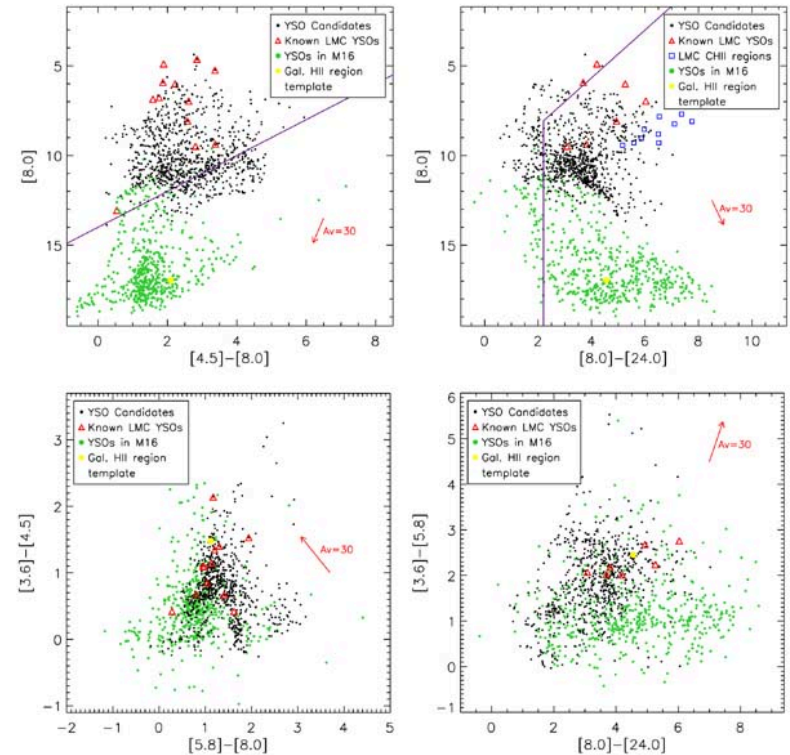 YSO Candidates
Known LMC YSOs
YSOs in M16
Gal. HII region
template
5
10
15
[8.0]
Av=30
0
2
4
6
8
[4.5]-[8.0]
YSO Candidates
Known LMC YSOs
LMC CHII regions
YSOs in M16
Gal. HII region
template
5
10
15
[8.0]
Av=30
0
2
4
6
8
[8.0]-[24.0]
YSO Candidates
Known LMC YSOs
YSOs in M16
Gal. HII region
template
3
2
1
0
[3.6]-[4.5]
Av=30
-2
-1
0
1
2
3
4
5
[5.8]-[8.0]
YSO Candidates
Known LMC YSOs
YSOs in M16
Gal. HII region
template
6
5
4
3
2
1
0
[3.6]-[5.8]
Av=30
0
2
4
6
8
[8.0]-[24.0]